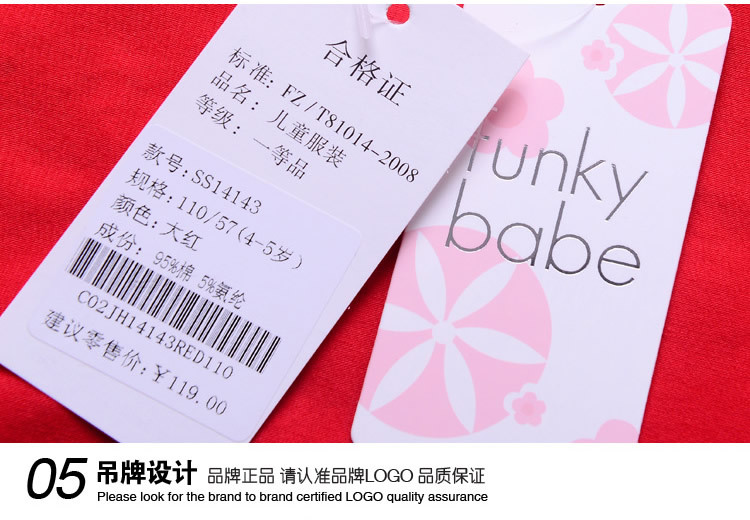 合格证
标准: FZ/T81014-2008
品名: 儿童服装
等级: 一等品
款号: SS14143
规格: 110/57(4-5岁)
颜色: 大红
成份: 95%棉 5%氨纶
C02JH14143RED110
建议零售价: ¥119.00
funky
babe
05 吊牌设计 品牌正品 请认准品牌LOGO 品质保证
Please look for the brand to brand certified LOGO quality assurance